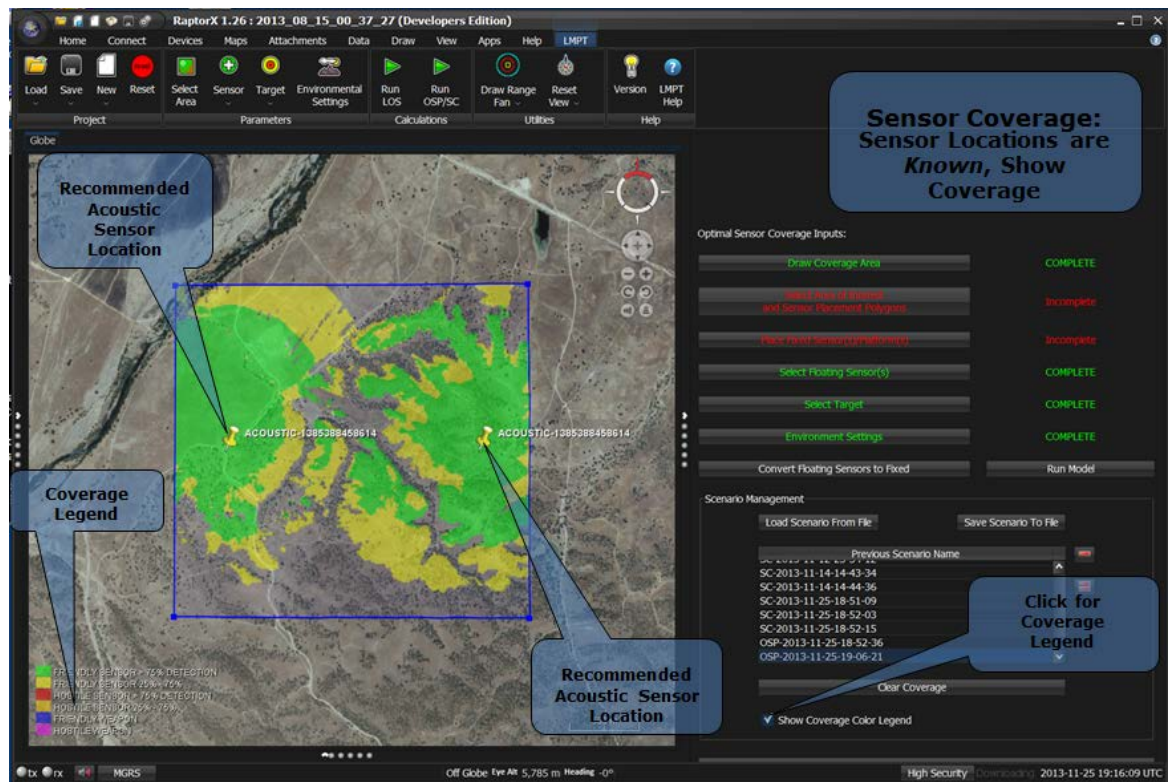 RaptorX 1.26 : 2013_08_15_00_37_27 (Developers Edition)
Home Connect Devices Maps Attachments Data Draw View Apps Help LMPT
Load Save New Reset Select Area Sensor Target Environmental Settings Run LOS Run OSP/SC Draw Range Fan Reset View Version LMPT Help
Project Parameters Calculations Utilities Help
Globe
Sensor Coverage:
Sensor Locations are
Known, Show
Coverage
Recommended
Acoustic
Sensor
Location
Optimal Sensor Coverage Inputs:
Draw Coverage Area COMPLETE
Select Area of Interest
and Sensor Placement Polygons Incomplete
Place Fixed Sensor(s)/Platform(s) Incomplete
Select Floating Sensor(s) COMPLETE
Select Target COMPLETE
Environment Settings COMPLETE
Convert Floating Sensors to Fixed Run Model
ACOUSTIC-1385388458614
ACOUSTIC-1385388458614
Coverage
Legend
Scenario Management
Load Scenario From File Save Scenario To File
Previous Scenario Name
SC-2013-11-14-14-43-34
SC-2013-11-14-14-44-36
SC-2013-11-25-18-51-09
SC-2013-11-25-18-52-03
SC-2013-11-25-18-52-15
OSP-2013-11-25-18-52-36
OSP-2013-11-25-19-06-21
Click for
Coverage
Legend
Clear Coverage
Show Coverage Color Legend
Recommended
Acoustic Sensor
Location
FRIENDLY SENSOR > 75% DETECTION
FRIENDLY SENSOR 25% - 75%
HOSTILE SENSOR > 75% DETECTION
HOSTILE SENSOR 25% - 75%
FRIENDLY WEAPON
HOSTILE WEAPON
tx rx MGRS Off Globe Eye Alt 5,785 m Heading -0° High Security Downloading 2013-11-25 19:16:09 UTC